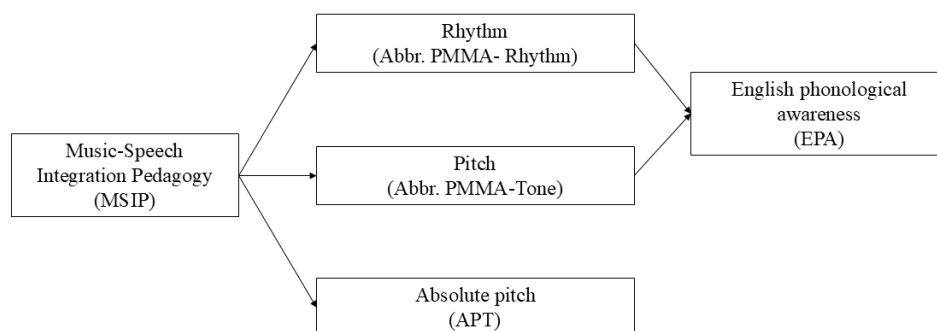 Rhythm
(Abbr. PMMA- Rhythm)
English phonological
awareness
(EPA)
Music-Speech
Integration Pedagogy
(MSIP)
Pitch
(Abbr. PMMA-Tone)
Absolute pitch
(APT)